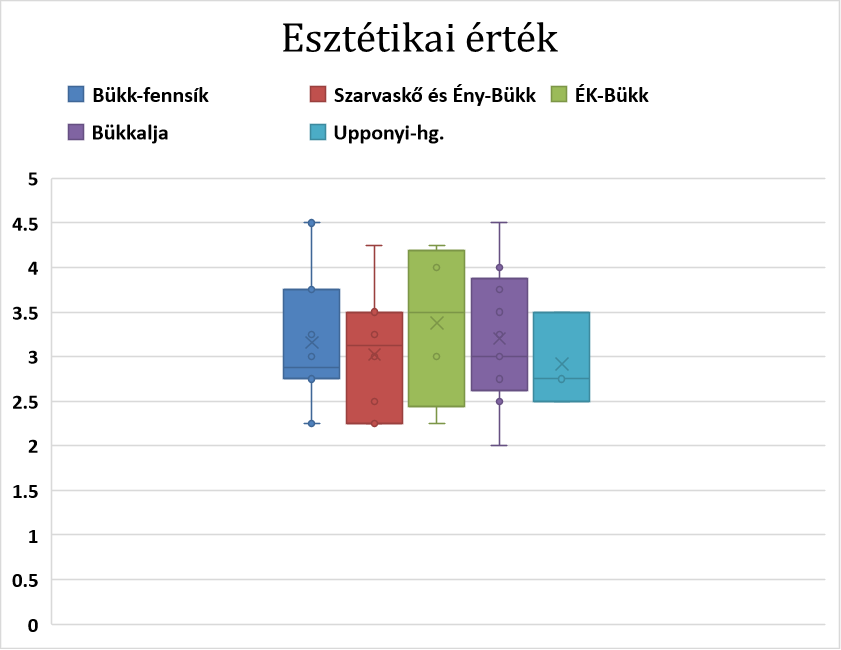 Esztétikai érték
Bükk-fennsík
Szarvaskő és Ény-Bükk
ÉK-Bükk
Bükkalja
Upponyi-hg.
5
4.5
4
3.5
3
2.5
2
1.5
1
0.5
0